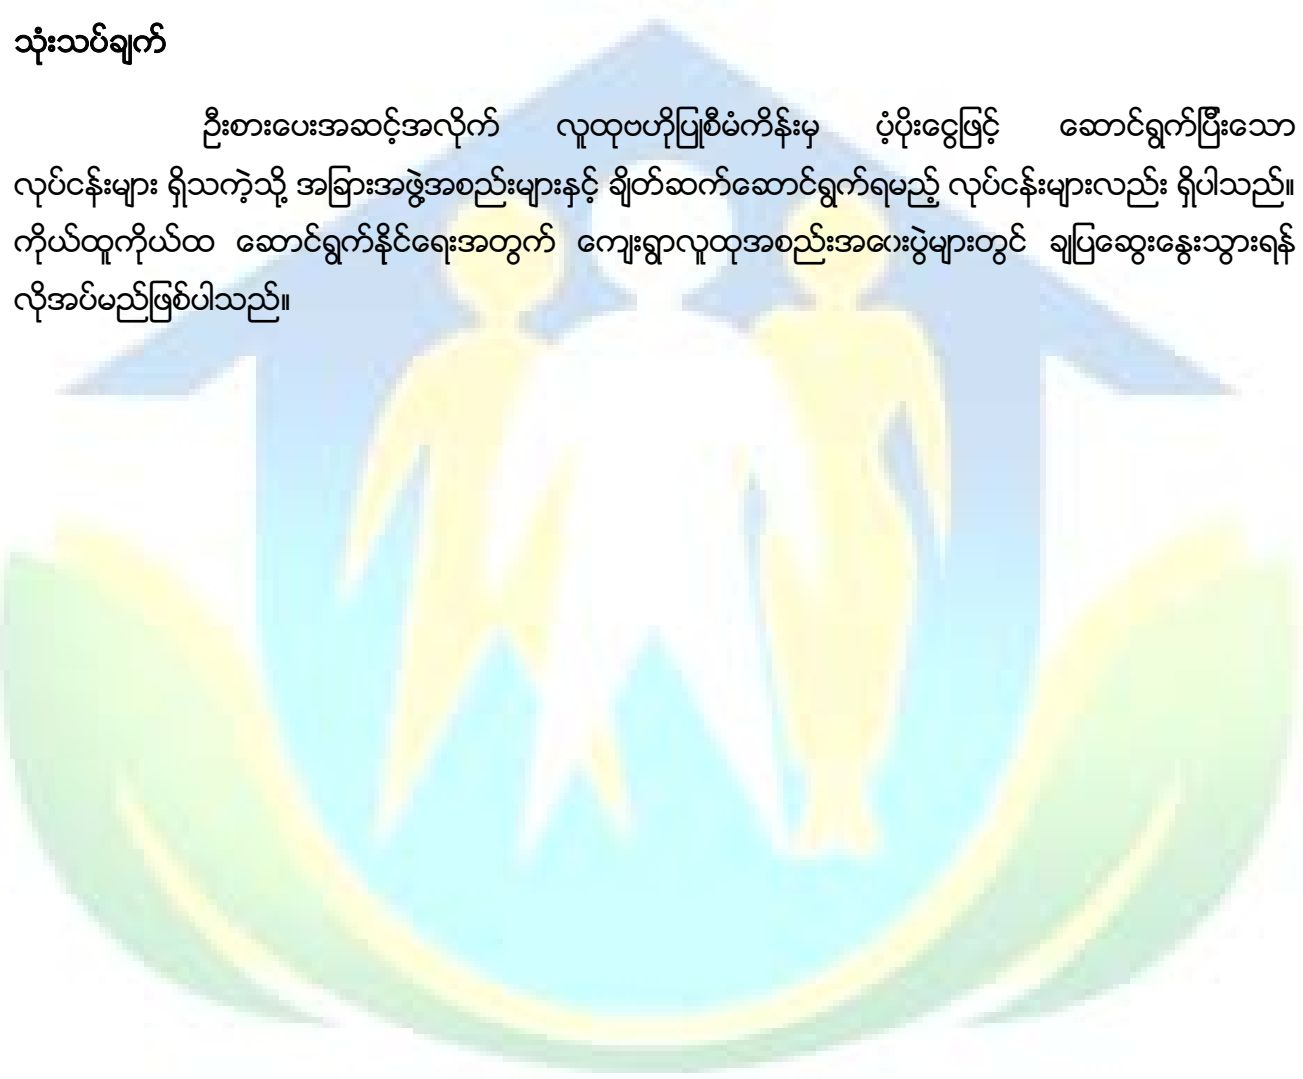 သုံးသပ်ချက်
ဦးစားပေးအဆင့်အလိုက် လူထုဗဟိုပြုစီမံကိန်းမှ ပံ့ပိုးငွေဖြင့် ဆောင်ရွက်ပြီးသော
လုပ်ငန်းများ ရှိသကဲ့သို့ အခြားအဖွဲ့အစည်းများနှင့် ချိတ်ဆက်ဆောင်ရွက်ရမည့် လုပ်ငန်းများလည်း ရှိပါသည်။
ကိုယ်ထူကိုယ်ထ ဆောင်ရွက်နိုင်ရေးအတွက် ကျေးရွာလူထုအစည်းအဝေးပွဲများတွင် ချပြဆွေးနွေးသွားရန်
လိုအပ်မည်ဖြစ်ပါသည်။